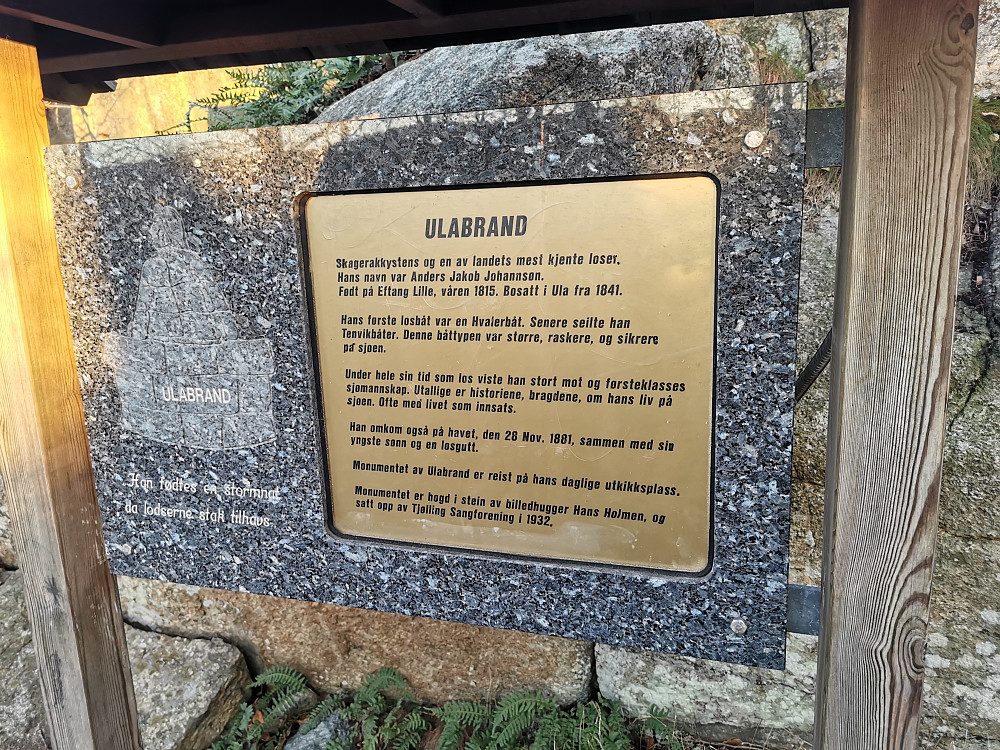 ULABRAND
Skagerakkystens og en av landets mest kjente loser.
Hans navn var Anders Jakob Johannson.
Født på Eftang Lille, våren 1815. Bosatt i Ula fra 1841.
Hans første losbåt var en Hvalerbåt. Senere seilte han
Tenvikbåter. Denne båttypen var større, raskere, og sikrere
på sjøen.
Under hele sin tid som los viste han stort mot og førsteklasses
sjømannskap. Utallige er historiene, bragdene, om hans liv på
sjøen. Ofte med livet som innsats.
Han omkom også på havet, den 28 Nov. 1881, sammen med sin
yngste sønn og en losgutt.
Monumentet av Ulabrand er reist på hans daglige utkikksplass.
Monumentet er hogd i stein av billedhugger Hans Holmen, og
satt opp av Tjølling Sangforening i 1932.
ULABRAND
Han fødtes en stormnat
da lodserne stak tilhavs.